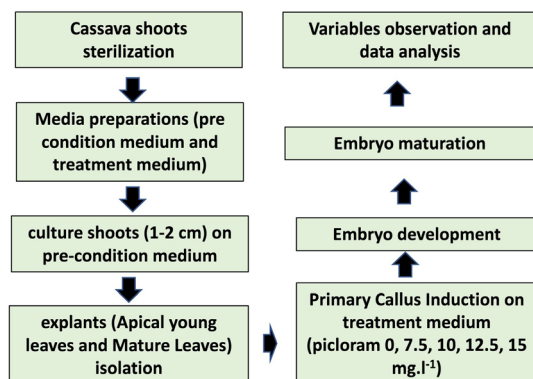 Cassava shoots
sterilization
Media preparations (pre
condition medium and
treatment medium)
culture shoots (1-2 cm) on
pre-condition medium
explants (Apical young
leaves and Mature Leaves)
isolation
Primary Callus Induction on
treatment medium
(picloram 0, 7.5, 10, 12.5, 15
mg.l⁻¹)
Embryo development
Embryo maturation
Variables observation and
data analysis